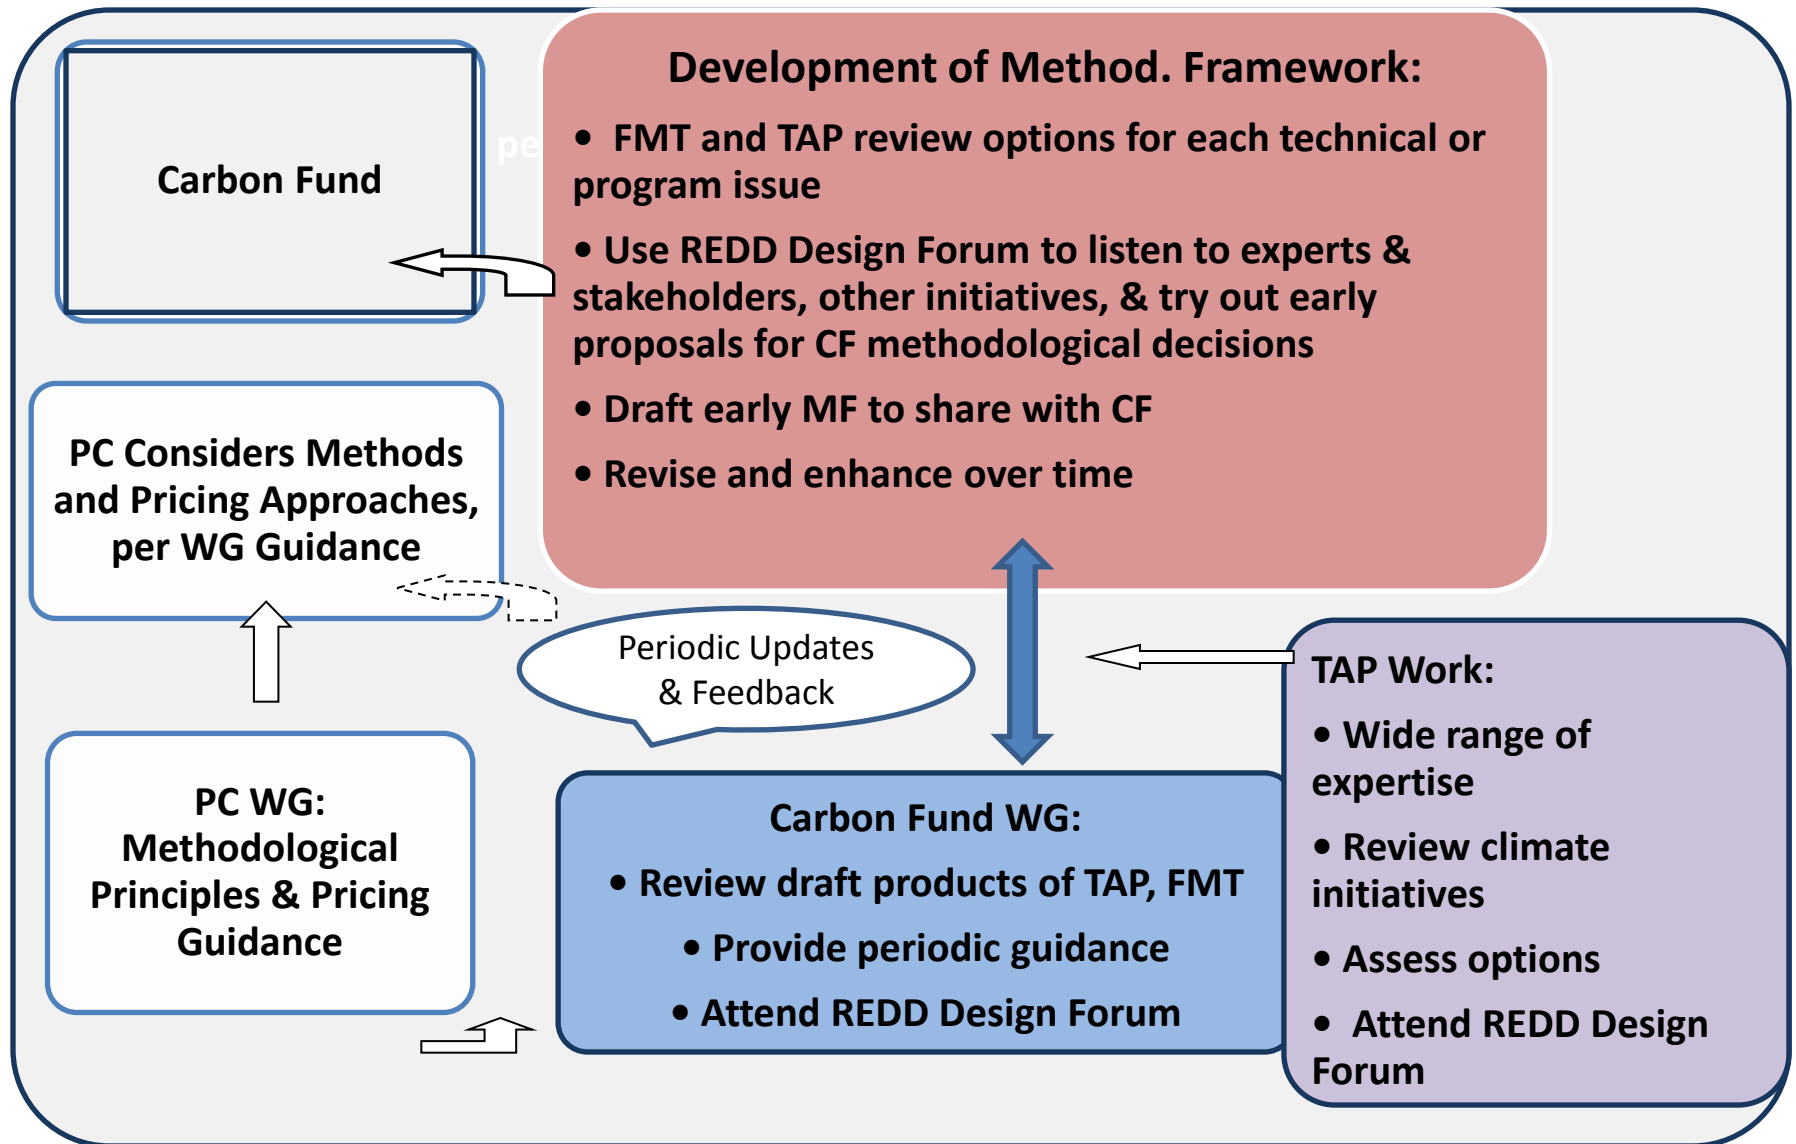 Development of Method. Framework:
• FMT and TAP review options for each technical or
program issue
• Use REDD Design Forum to listen to experts &
stakeholders, other initiatives, & try out early
proposals for CF methodological decisions
• Draft early MF to share with CF
• Revise and enhance over time
Carbon Fund
pe
PC Considers Methods
and Pricing Approaches,
per WG Guidance
Periodic Updates
& Feedback
PC WG:
Methodological
Principles & Pricing
Guidance
Carbon Fund WG:
• Review draft products of TAP, FMT
• Provide periodic guidance
• Attend REDD Design Forum
TAP Work:
• Wide range of
expertise
• Review climate
initiatives
• Assess options
• Attend REDD Design
Forum